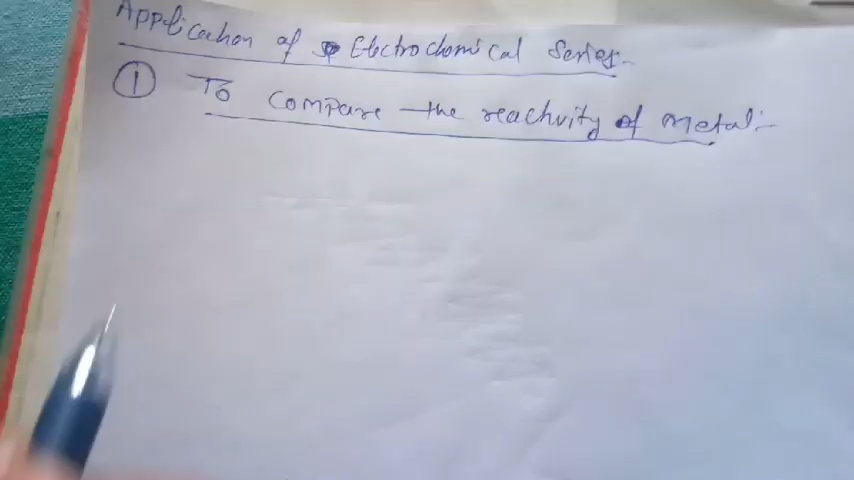 Application of Electrochemical Series-
① To compare the reactivity of metal:-